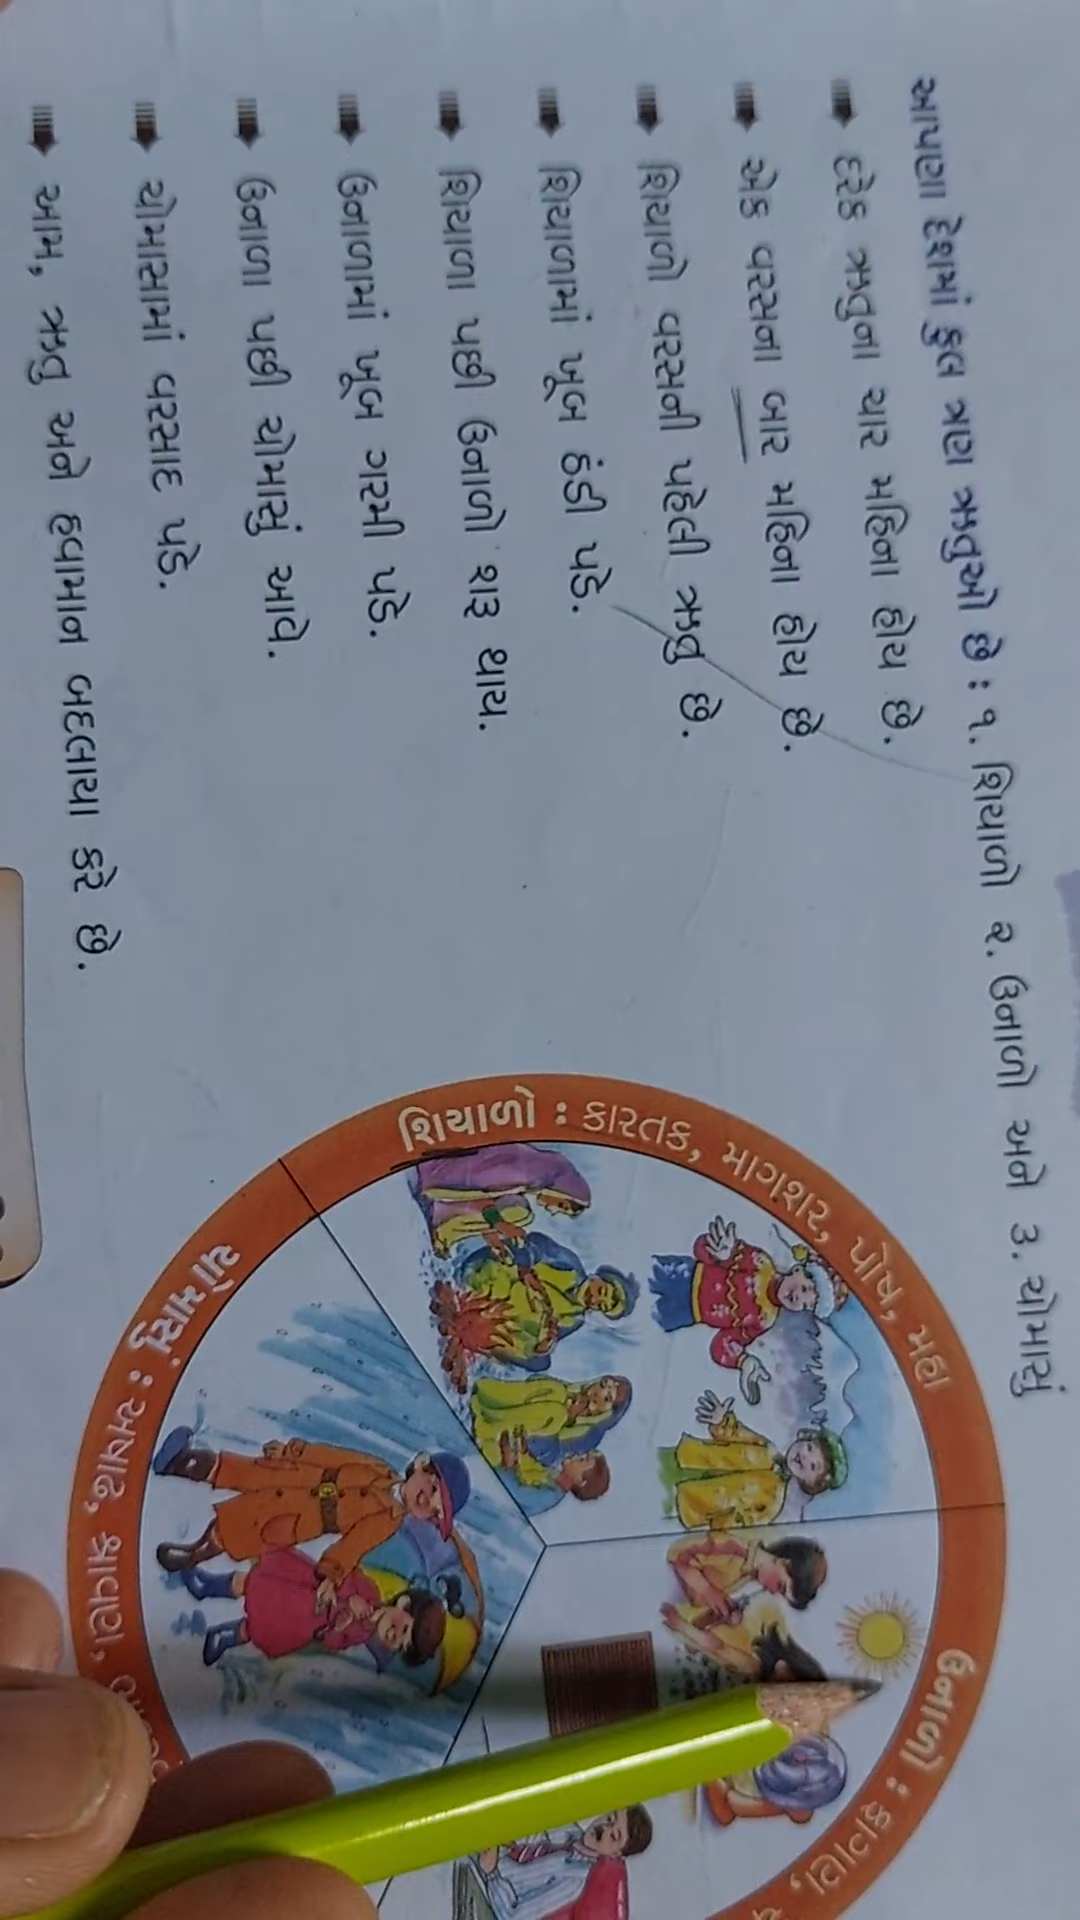 આપણા દેશમાં કુલ ત્રણ ઋતુઓ છે : ૧. શિયાળો ૨. ઉનાળો અને ૩. ચોમાસું
દરેક ઋતુના ચાર મહિના હોય છે.
એક વરસના બાર મહિના હોય છે.
શિયાળો વરસની પહેલી ઋતુ છે.
શિયાળામાં ખૂબ ઠંડી પડે.
શિયાળા પછી ઉનાળો શરૂ થાય.
ઉનાળામાં ખૂબ ગરમી પડે.
ઉનાળા પછી ચોમાસું આવે.
ચોમાસામાં વરસાદ પડે.
આમ, ઋતુ અને હવામાન બદલાયા કરે છે.
શિયાળો : કારતક, માગશર, પોષ, મહા
ઉનાળો : ફાગણ,
ચોમાસું : અષાઢ, શ્રાવણ,